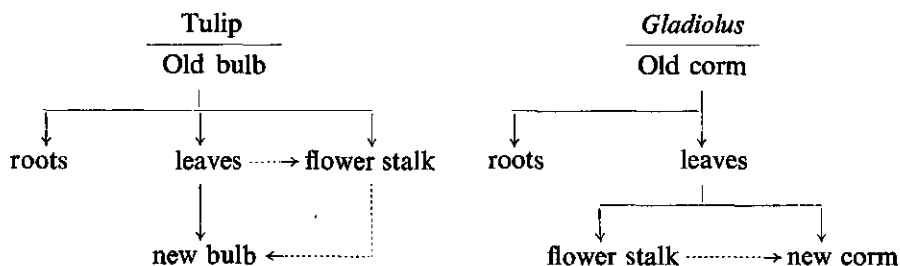 Tulip
Old bulb
roots leaves flower stalk
new bulb
Gladiolus
Old corm
roots leaves
flower stalk new corm